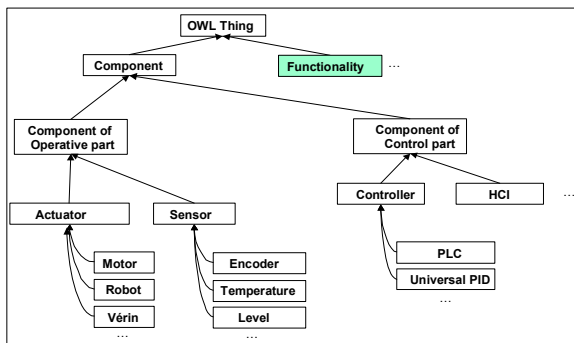 OWL Thing
Component
Functionality
…
Component of
Operative part
Component of
Control part
Controller
HCI
…
Actuator
Sensor
Motor
Robot
Vérin
…
Encoder
Temperature
Level
…
PLC
Universal PID
…